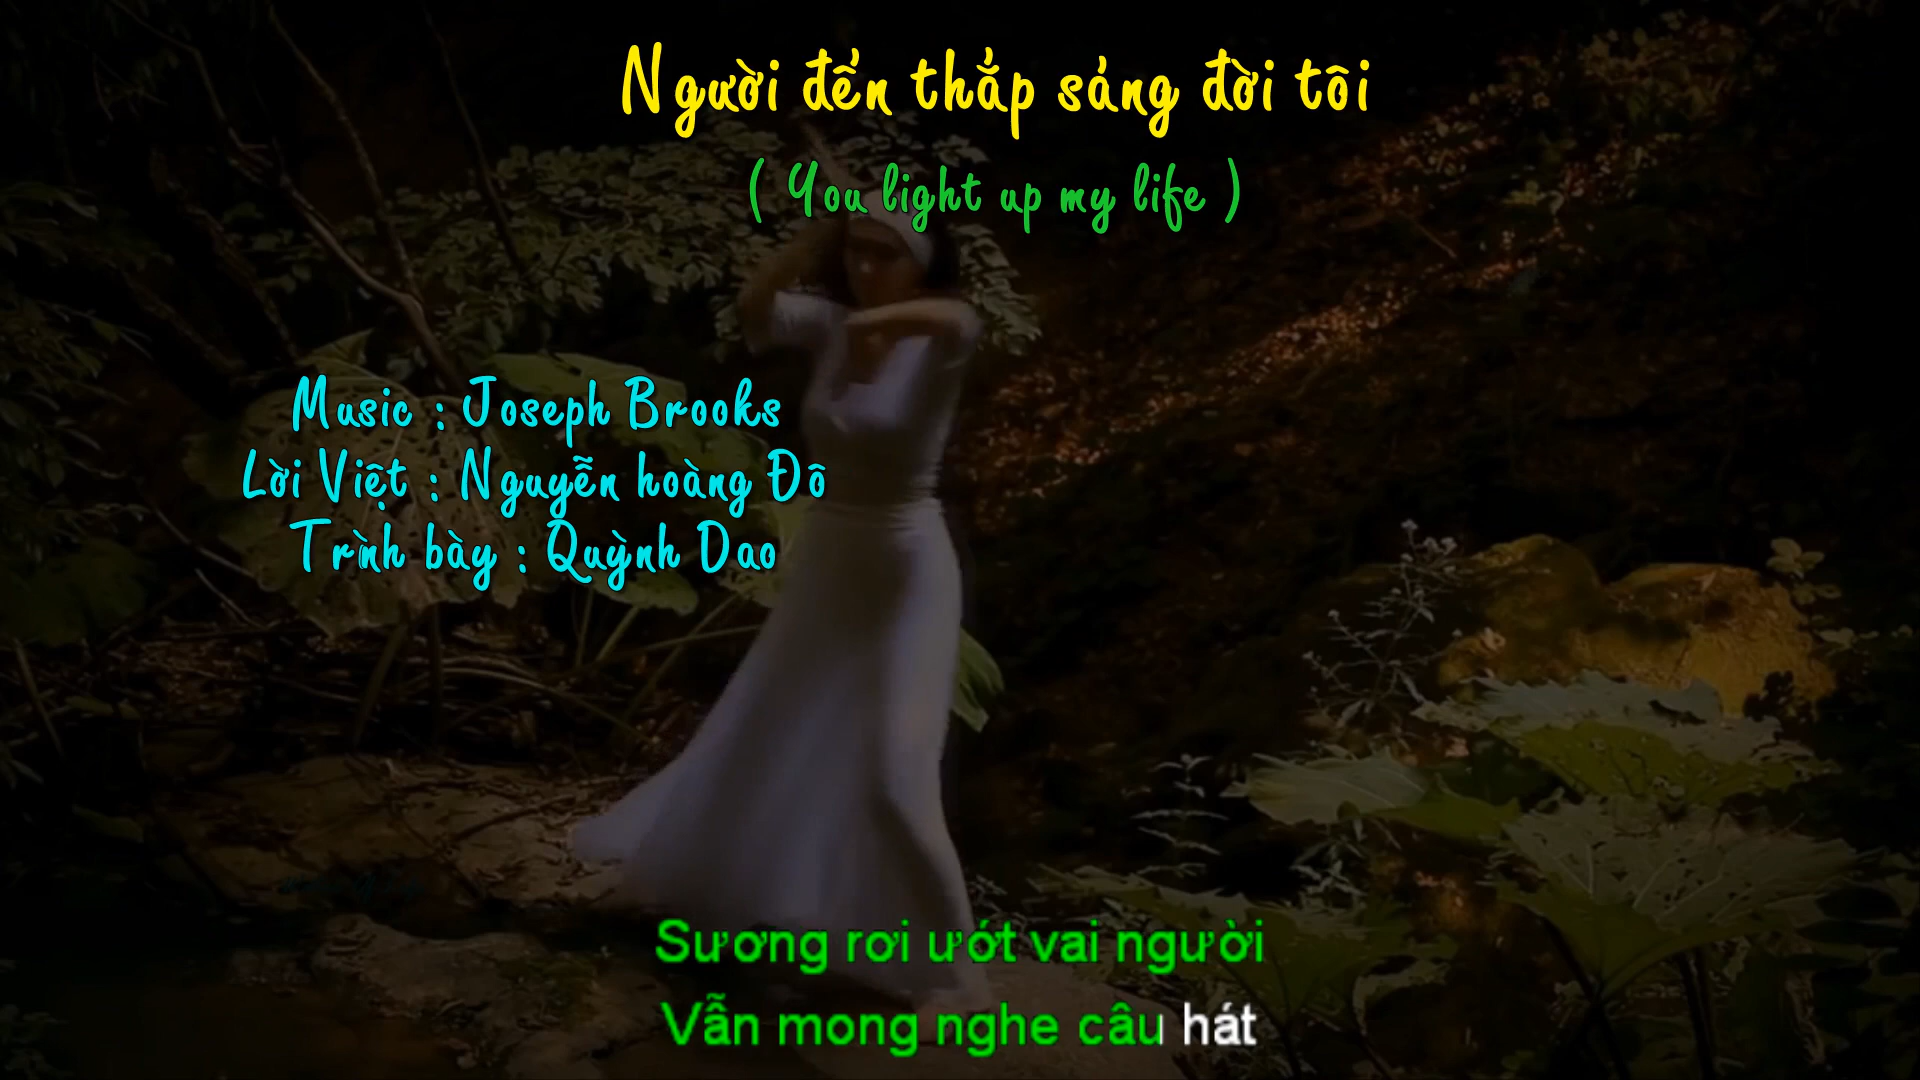 Người đến thắp sáng đời tôi
( You light up my life )
Music : Joseph Brooks
Lời Việt : Nguyễn hoàng Đô
Trình bày : Quỳnh Dao
Sương rơi ướt vai người
Vẫn mong nghe câu hát